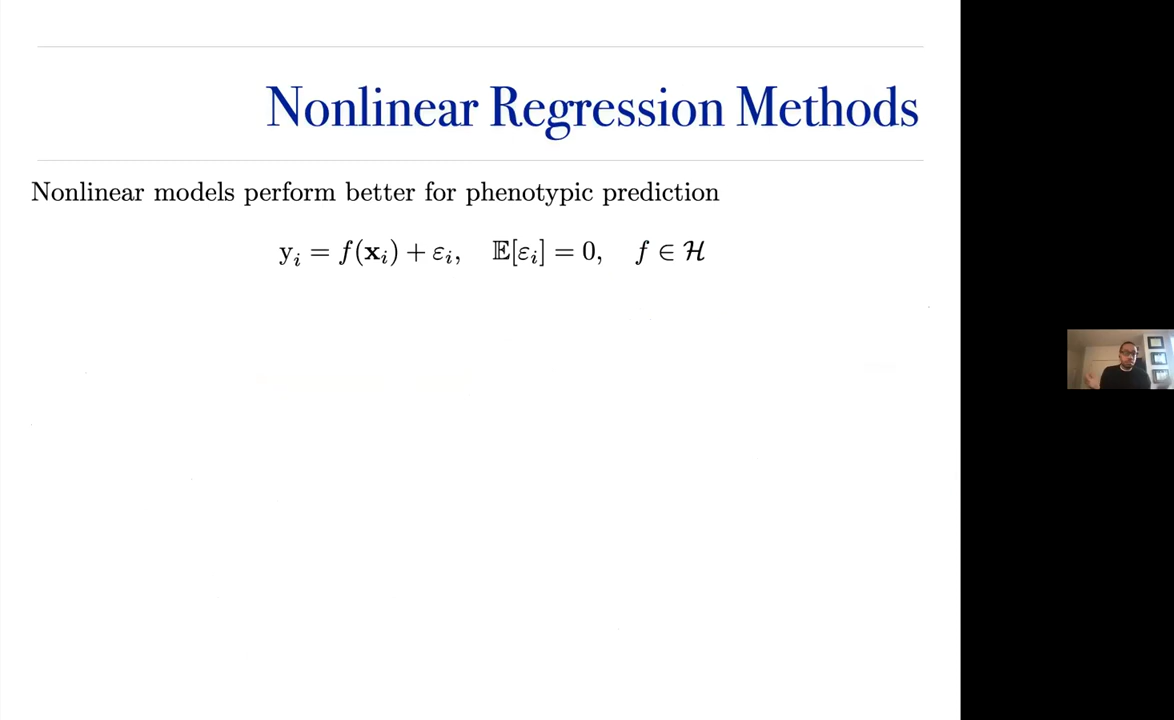 Nonlinear Regression Methods
Nonlinear models perform better for phenotypic prediction
yᵢ = f(xᵢ) + εᵢ, 𝔼[εᵢ] = 0, f ∈ ℋ